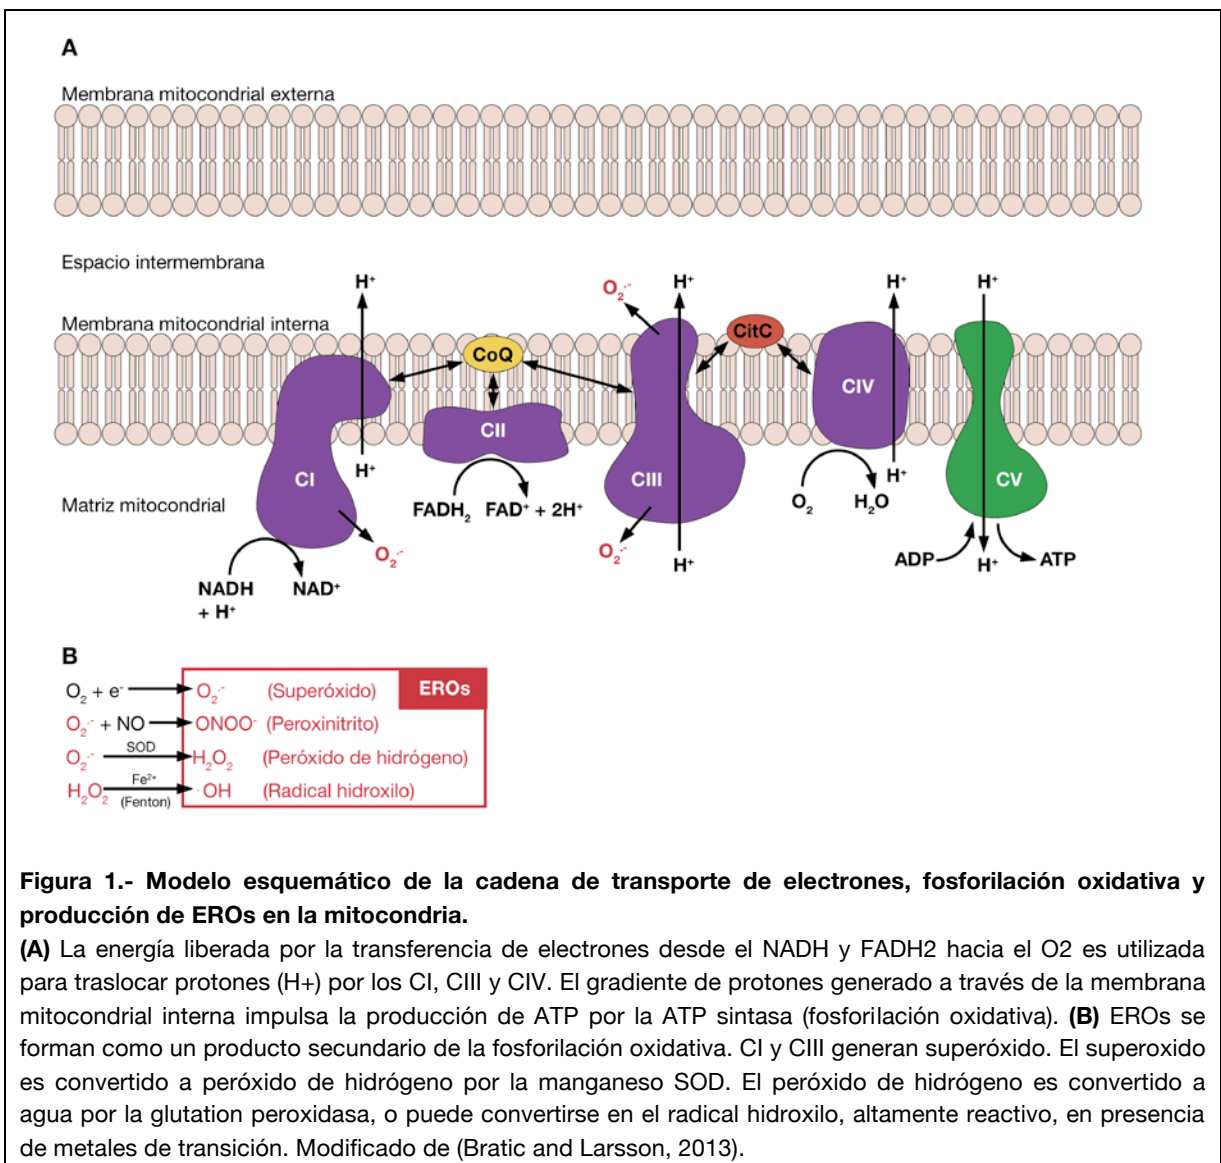 A
Membrana mitocondrial externa
Espacio intermembrana
H⁺
O₂·⁻
H⁺
H⁺
H⁺
Membrana mitocondrial interna
CitC
CoQ
CIV
CII
H⁺
H⁺
CI
CIII
CV
Matriz mitocondrial
FADH₂
FAD⁺ + 2H⁺
O₂
H₂O
O₂·⁻
O₂·⁻
H⁺
ADP
H⁺
ATP
NADH
+ H⁺
NAD⁺
B
EROs
O₂ + e⁻ O₂·⁻ (Superóxido)
O₂·⁻ + NO ONOO⁻ (Peroxinitrito)
O₂·⁻ SOD H₂O₂ (Peróxido de hidrógeno)
H₂O₂ Fe²⁺ (Fenton) ·OH (Radical hidroxilo)
Figura 1.- Modelo esquemático de la cadena de transporte de electrones, fosforilación oxidativa y
producción de EROs en la mitocondria.
(A) La energía liberada por la transferencia de electrones desde el NADH y FADH2 hacia el O2 es utilizada
para traslocar protones (H+) por los CI, CIII y CIV. El gradiente de protones generado a través de la membrana
mitocondrial interna impulsa la producción de ATP por la ATP sintasa (fosforilación oxidativa). (B) EROs se
forman como un producto secundario de la fosforilación oxidativa. CI y CIII generan superóxido. El superoxido
es convertido a peróxido de hidrógeno por la manganeso SOD. El peróxido de hidrógeno es convertido a
agua por la glutation peroxidasa, o puede convertirse en el radical hidroxilo, altamente reactivo, en presencia
de metales de transición. Modificado de (Bratic and Larsson, 2013).